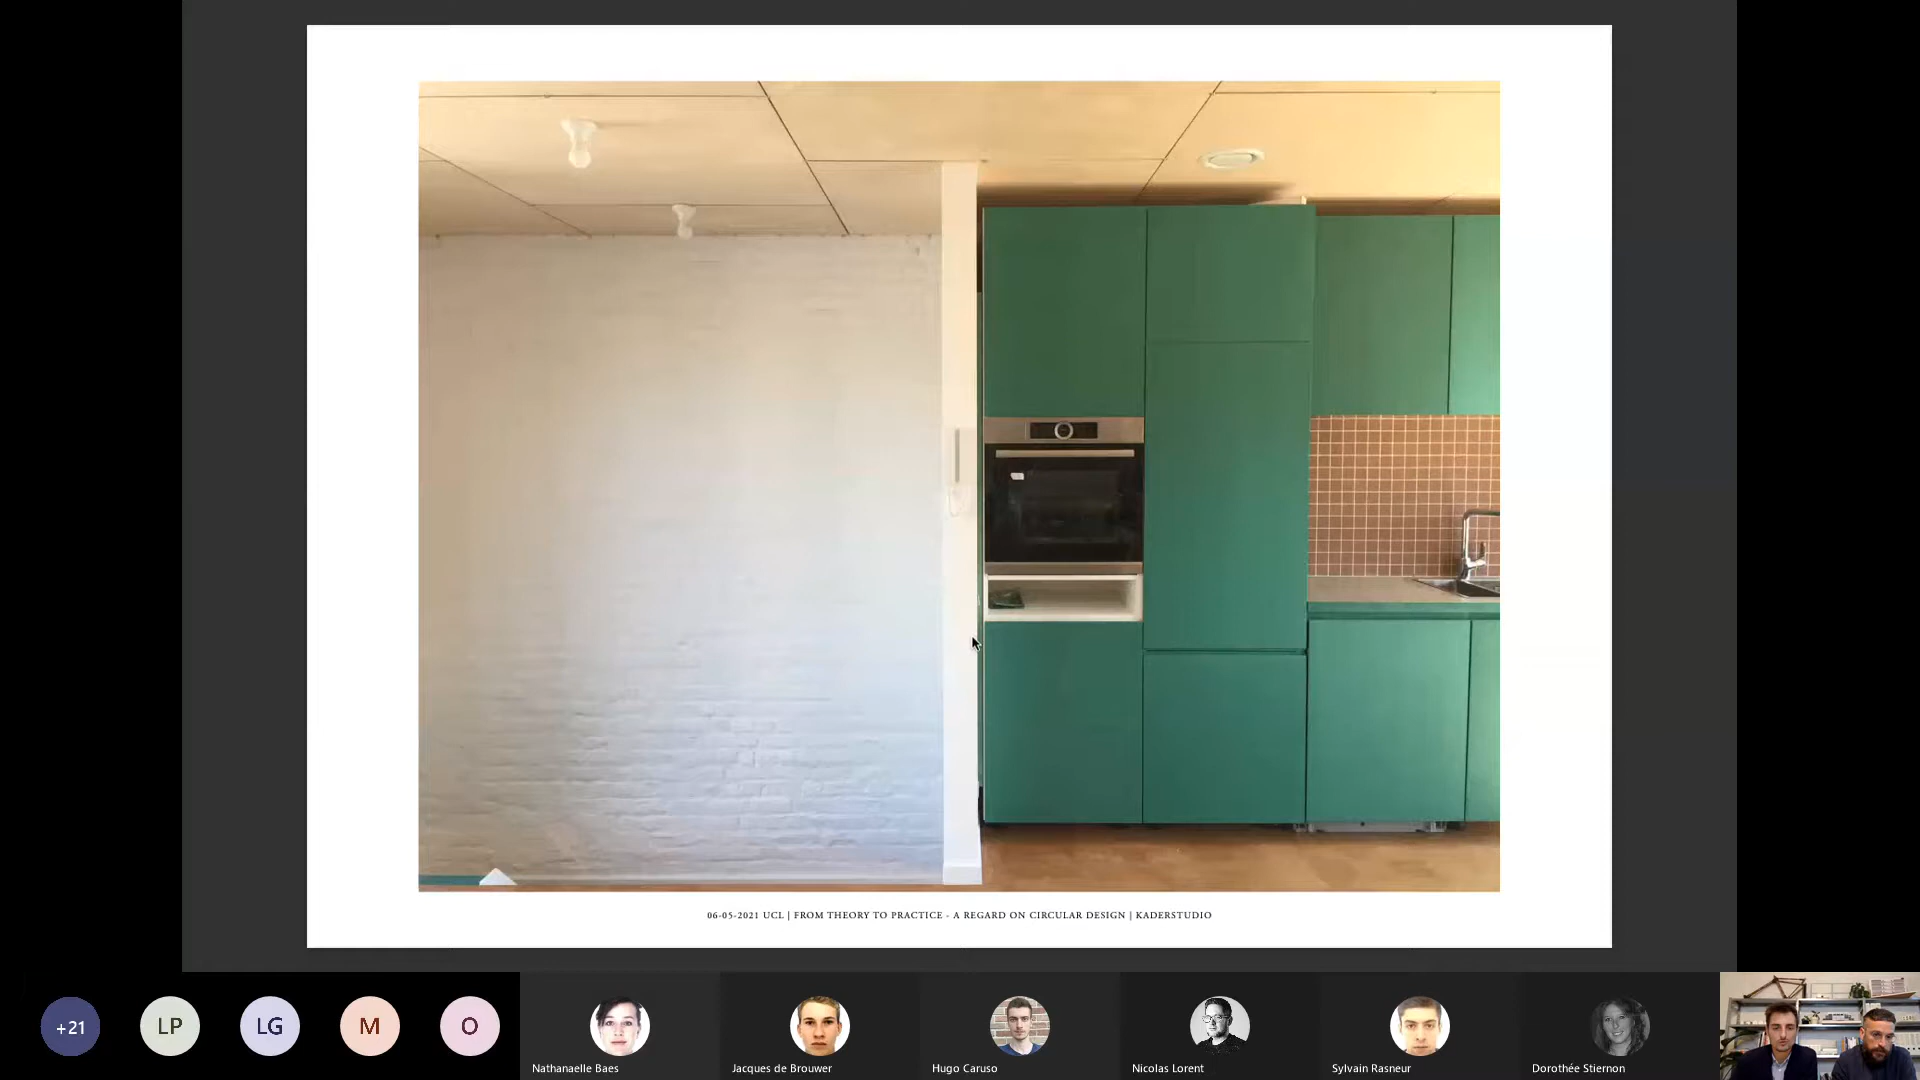 06-05-2021 UCL | FROM THEORY TO PRACTICE - A REGARD ON CIRCULAR DESIGN | KADERSTUDIO
+21
LP
LG
M
O
Nathanaelle Baes
Jacques de Brouwer
Hugo Caruso
Nicolas Lorent
Sylvain Rasneur
Dorothée Stiernon